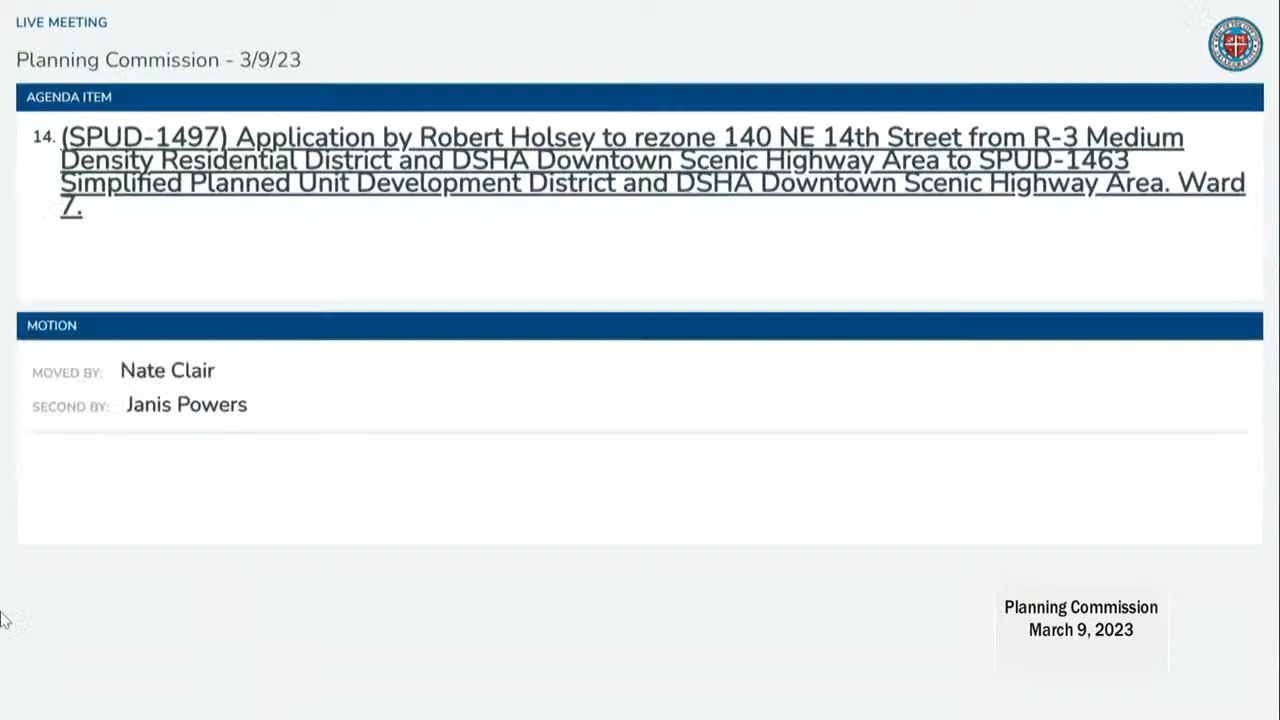 LIVE MEETING
Planning Commission - 3/9/23
AGENDA ITEM
14. (SPUD-1497) Application by Robert Holsey to rezone 140 NE 14th Street from R-3 Medium
Density Residential District and DSHA Downtown Scenic Highway Area to SPUD-1463
Simplified Planned Unit Development District and DSHA Downtown Scenic Highway Area. Ward
7.
MOTION
MOVED BY: Nate Clair
SECOND BY: Janis Powers
Planning Commission
March 9, 2023